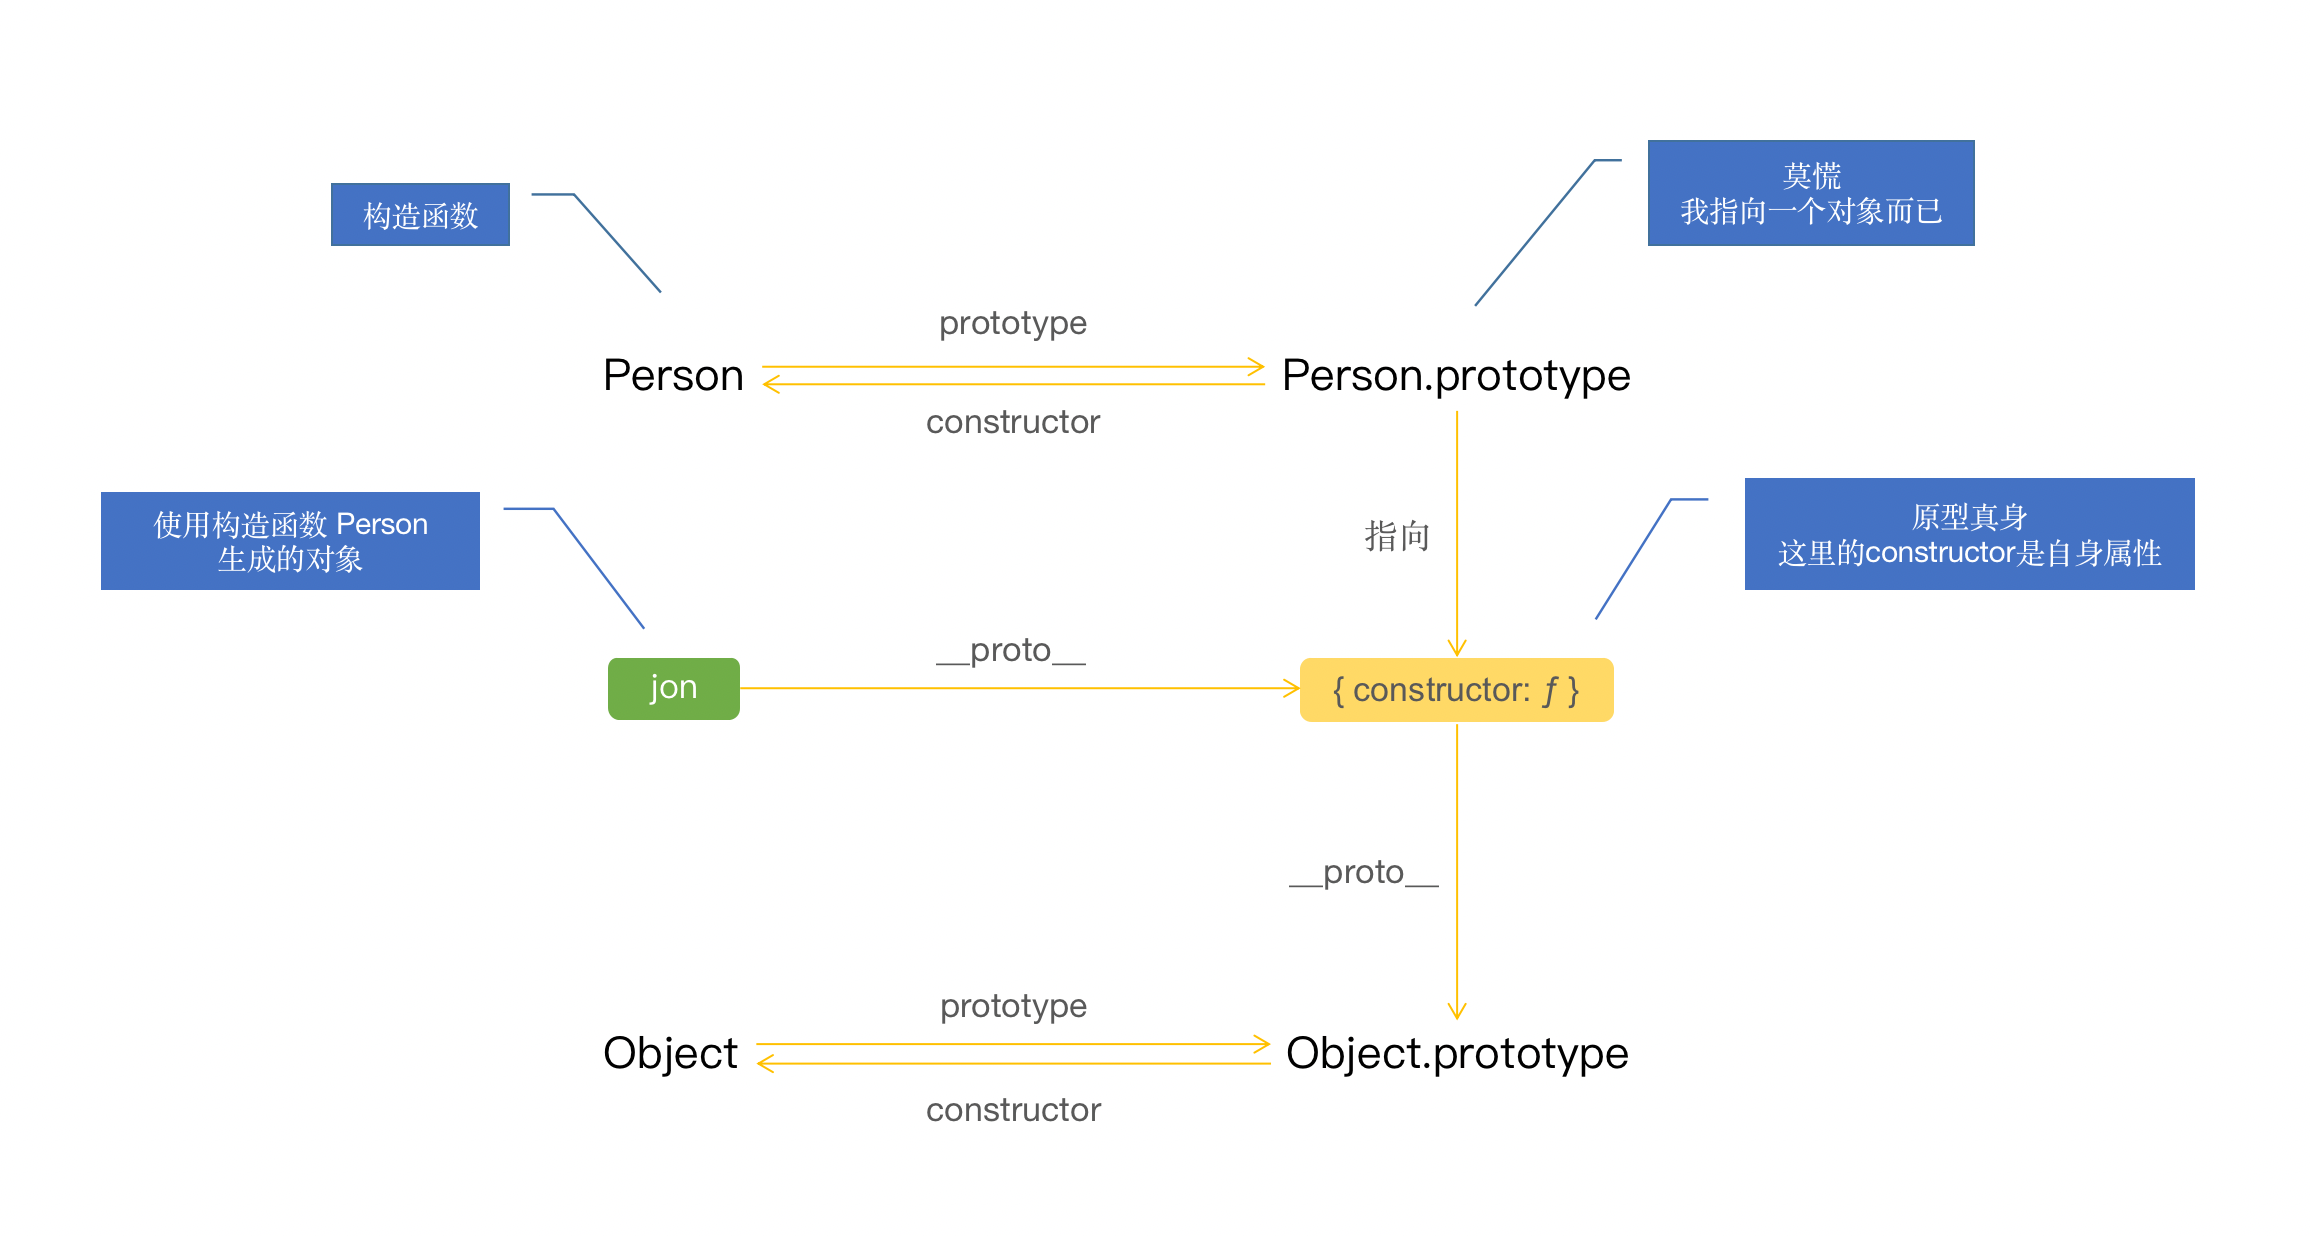 构造函数
莫慌
我指向一个对象而已
prototype
Person
Person.prototype
constructor
使用构造函数 Person
生成的对象
指向
原型真身
这里的constructor是自身属性
__proto__
jon
{ constructor: ƒ }
__proto__
prototype
Object
Object.prototype
constructor